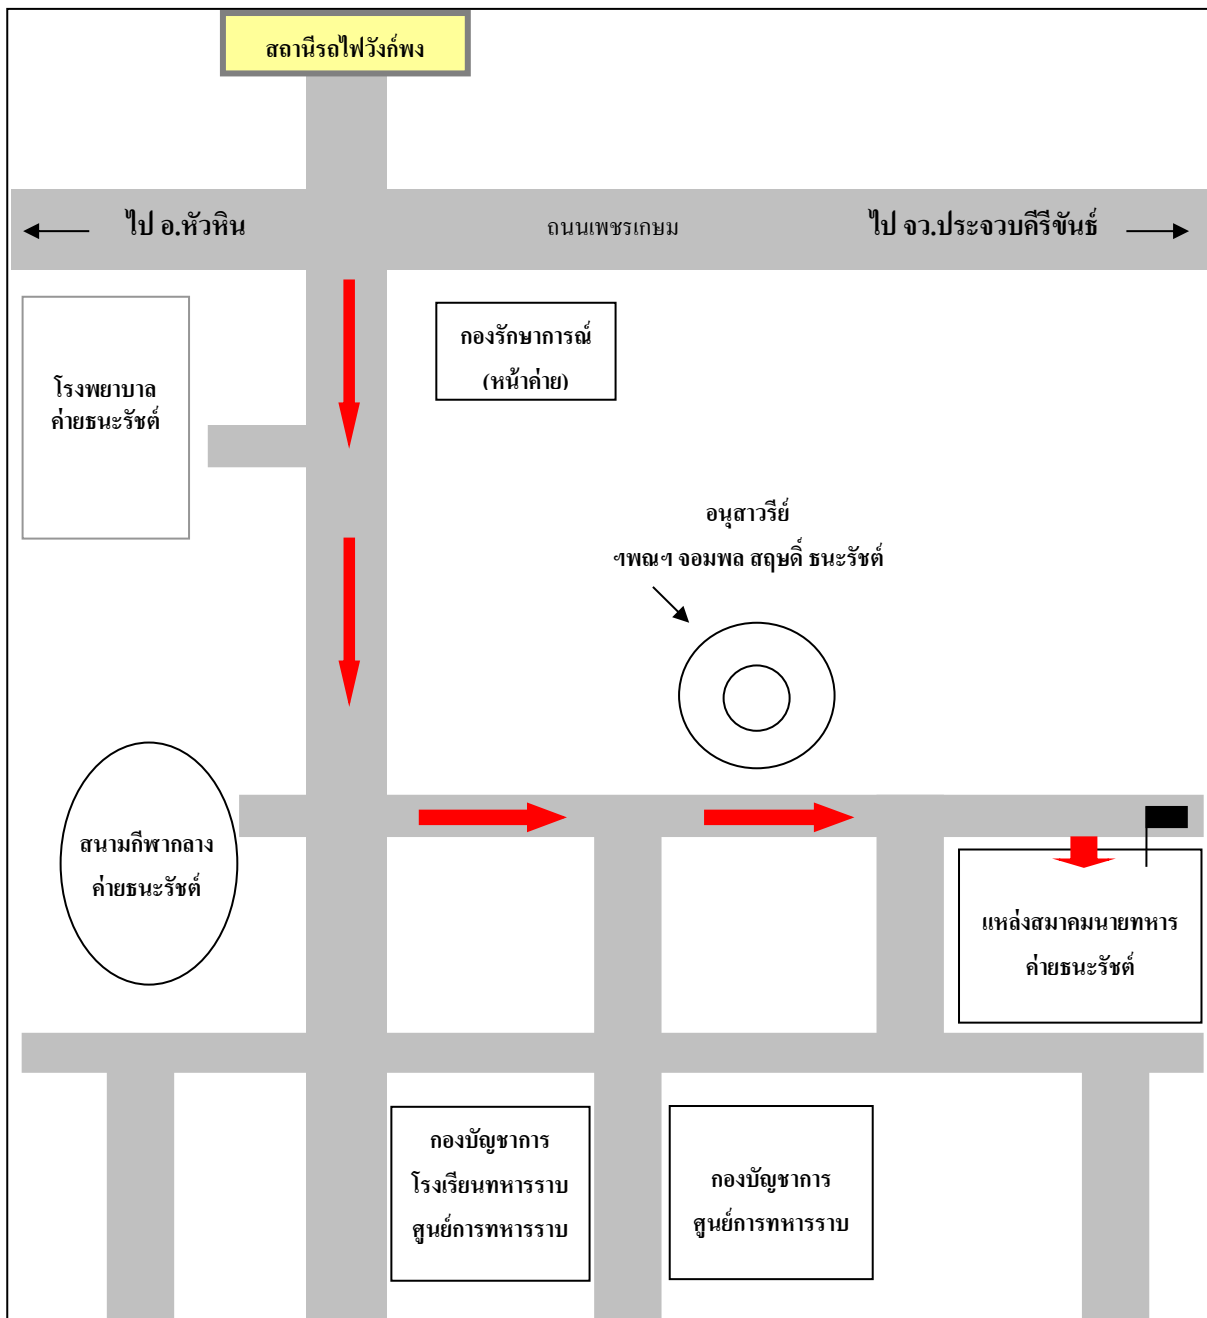 สถานีรถไฟวังก์พง
ไป อ.หัวหิน
ถนนเพชรเกษม
ไป จว.ประจวบคีรีขันธ์
กองรักษาการณ์
(หน้าค่าย)
โรงพยาบาล
ค่ายธนะรัชต์
อนุสาวรีย์
ฯพณฯ จอมพล สฤษดิ์ ธนะรัชต์
สนามกีฬากลาง
ค่ายธนะรัชต์
แหล่งสมาคมนายทหาร
ค่ายธนะรัชต์
กองบัญชาการ
โรงเรียนทหารราบ
ศูนย์การทหารราบ
กองบัญชาการ
ศูนย์การทหารราบ